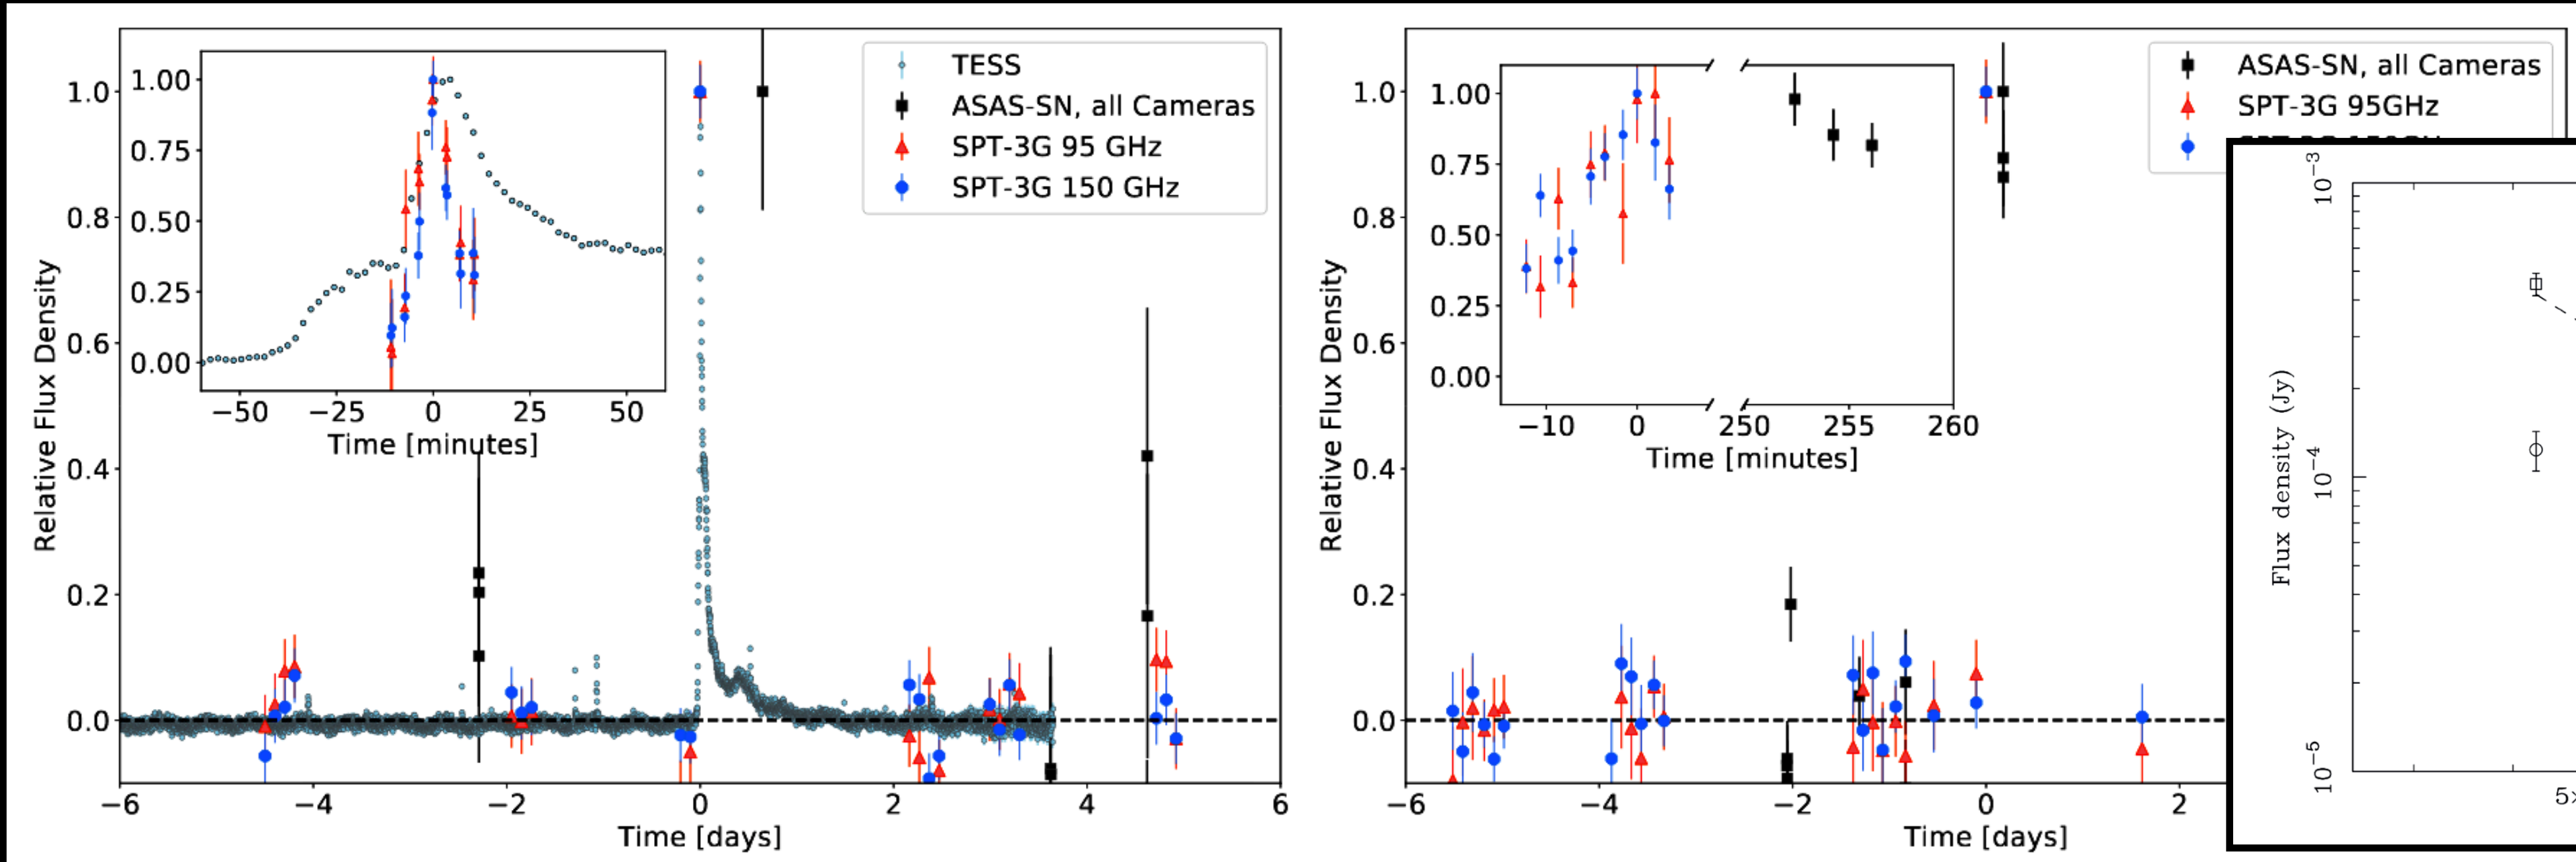 TESS
ASAS-SN, all Cameras
SPT-3G 95 GHz
SPT-3G 150 GHz
Relative Flux Density
1.0
0.8
0.6
0.4
0.2
0.0
−6 −4 −2 0 2 4 6
Time [days]
1.00
0.75
0.50
0.25
0.00
−50 −25 0 25 50
Time [minutes]
ASAS-SN, all Cameras
SPT-3G 95GHz
Relative Flux Density
1.0
0.8
0.6
0.4
0.2
0.0
−6 −4 −2 0 2
Time [days]
1.00
0.75
0.50
0.25
0.00
−10 0 250 255 260
Time [minutes]
Flux density (Jy)
10−3
10−4
10−5